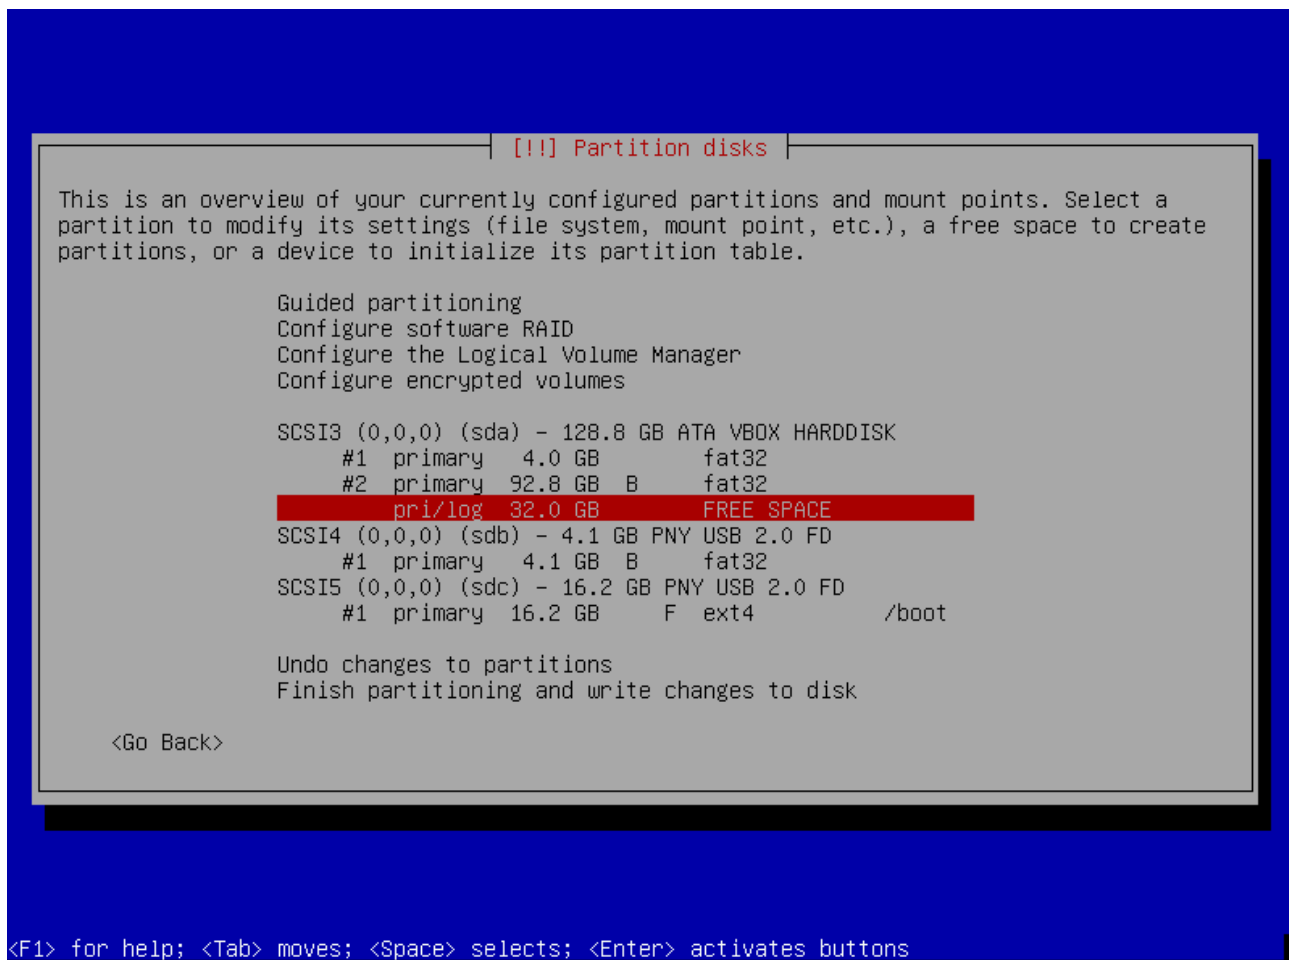 [!!] Partition disks
This is an overview of your currently configured partitions and mount points. Select a
partition to modify its settings (file system, mount point, etc.), a free space to create
partitions, or a device to initialize its partition table.
Guided partitioning
Configure software RAID
Configure the Logical Volume Manager
Configure encrypted volumes
SCSI3 (0,0,0) (sda) - 128.8 GB ATA VBOX HARDDISK
#1 primary 4.0 GB fat32
#2 primary 92.8 GB B fat32
pri/log 32.0 GB FREE SPACE
SCSI4 (0,0,0) (sdb) - 4.1 GB PNY USB 2.0 FD
#1 primary 4.1 GB B fat32
SCSI5 (0,0,0) (sdc) - 16.2 GB PNY USB 2.0 FD
#1 primary 16.2 GB F ext4 /boot
Undo changes to partitions
Finish partitioning and write changes to disk
<Go Back>
<F1> for help; <Tab> moves; <Space> selects; <Enter> activates buttons